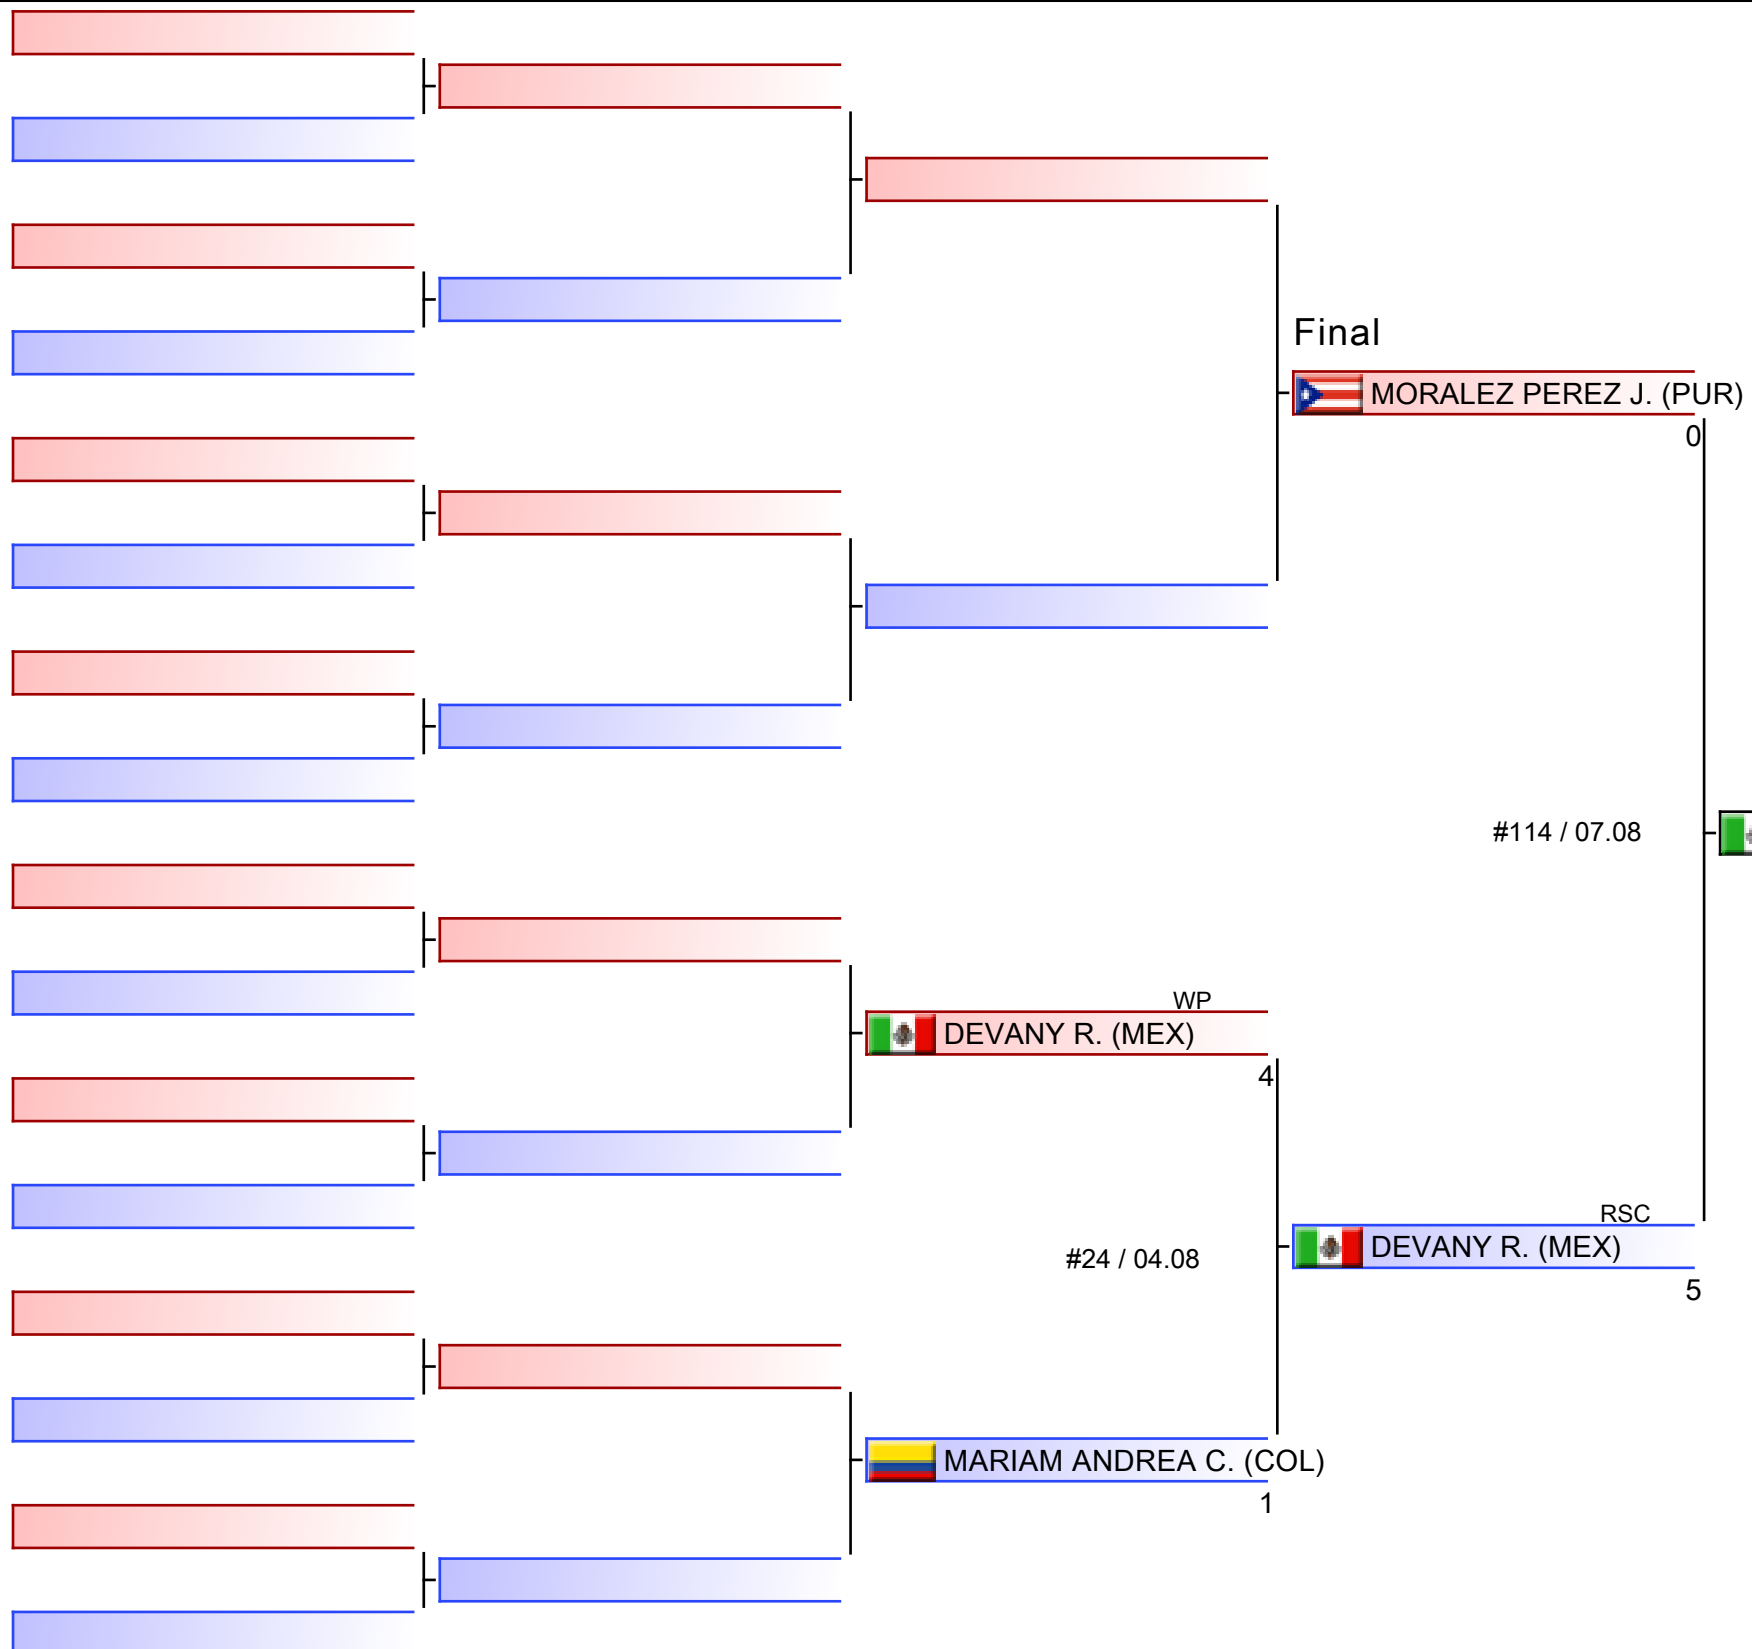 Final
MORALEZ PEREZ J. (PUR)
0
#114 / 07.08
WP
DEVANY R. (MEX)
4
RSC
DEVANY R. (MEX)
5
#24 / 04.08
MARIAM ANDREA C. (COL)
1